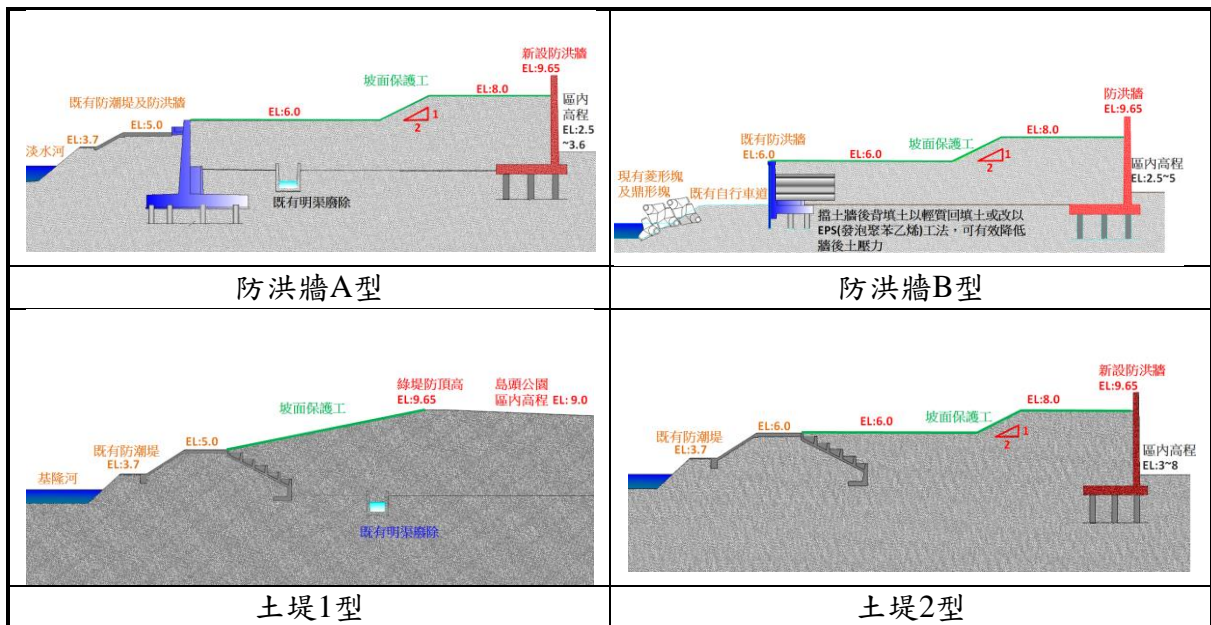 新設防洪牆
EL:9.65
坡面保護工
EL:8.0
既有防潮堤及防洪牆
EL:6.0
EL:5.0
EL:3.7
區內
高程
EL:2.5
~3.6
淡水河
1
2
既有明渠廢除
防洪牆A型
防洪牆
EL:9.65
EL:8.0
既有防洪牆
EL:6.0
坡面保護工
EL:6.0
1
2
現有菱形塊
及鼎形塊
既有自行車道
區內高程
EL:2.5~5
擋土牆後背填土以輕質回填土或改以
EPS(發泡聚苯乙烯)工法，可有效降低
牆後土壓力
防洪牆B型
綠堤防頂高
EL:9.65
島頭公園
區內高程 EL: 9.0
坡面保護工
EL:5.0
既有防潮堤
EL:3.7
基隆河
既有明渠廢除
土堤1型
新設防洪牆
EL:9.65
坡面保護工
EL:8.0
EL:6.0
EL:6.0
既有防潮堤
EL:3.7
1
2
區內高程
EL:3~8
土堤2型